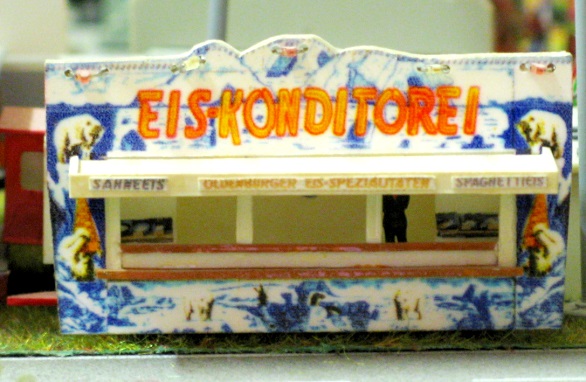 EIS-KONDITOREI
SAHNEEIS OLDENBURGER EIS-SPEZIALITÄTEN SPAGHETTIEIS